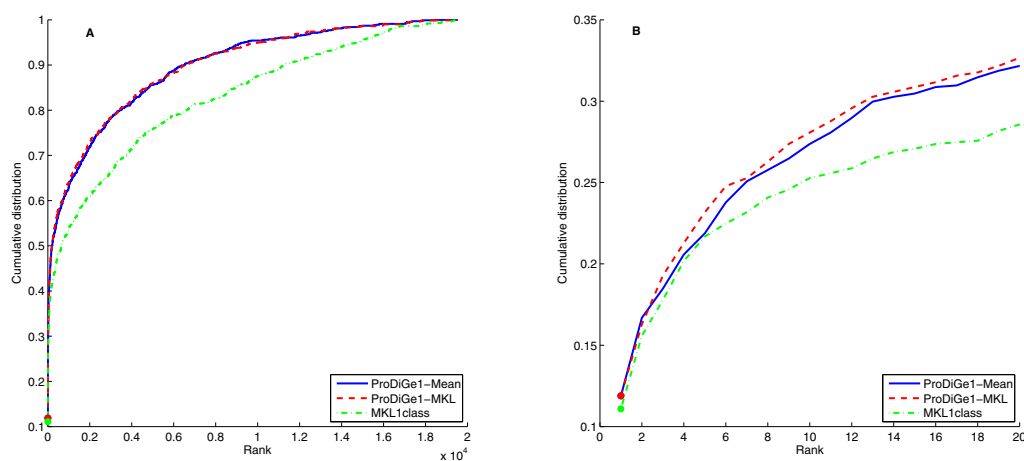 A
1
0.9
0.8
0.7
0.6
0.5
0.4
0.3
0.2
0.1
0 0.2 0.4 0.6 0.8 1 1.2 1.4 1.6 1.8 2
x 10^4
Rank
Cumulative distribution
ProDiGe1-Mean
ProDiGe1-MKL
MKL1class
B
0.35
0.3
0.25
0.2
0.15
0.1
0 2 4 6 8 10 12 14 16 18 20
Rank
Cumulative distribution
ProDiGe1-Mean
ProDiGe1-MKL
MKL1class